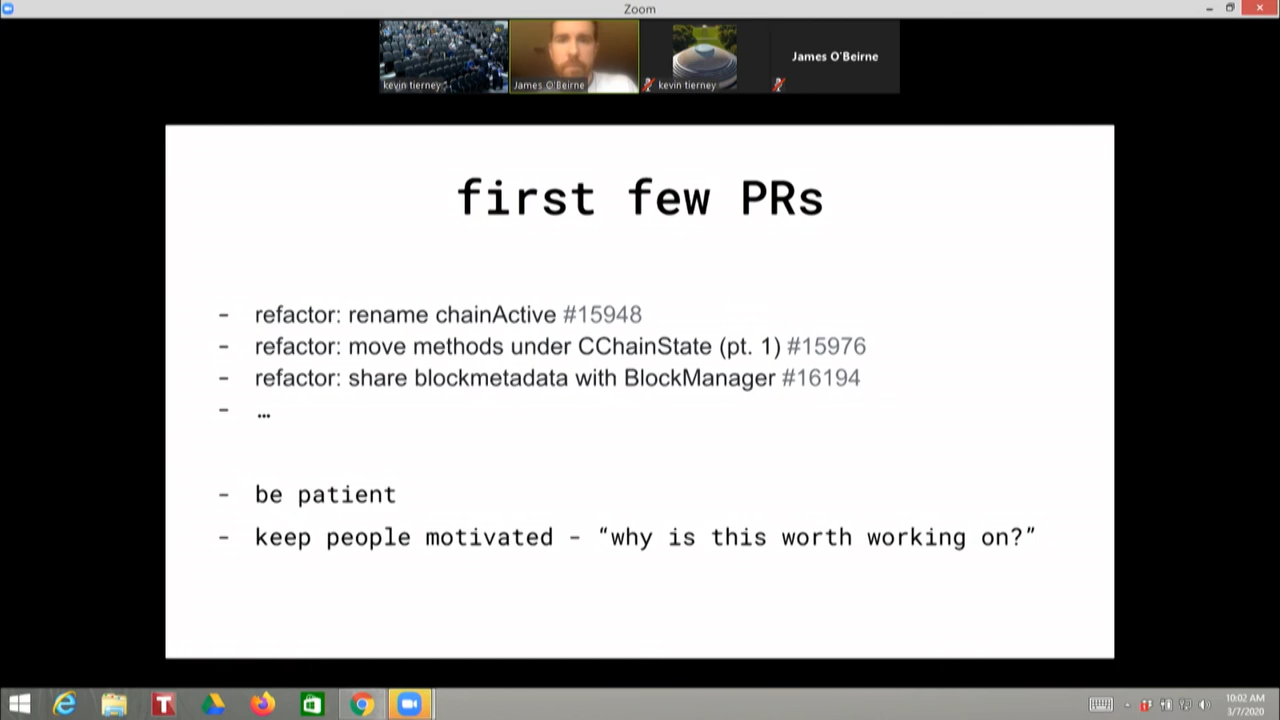 Zoom
kevin tierney
James O'Beirne
kevin tierney
James O'Beirne
first few PRs
- refactor: rename chainActive #15948
- refactor: move methods under CChainState (pt. 1) #15976
- refactor: share blockmetadata with BlockManager #16194
- …
- be patient
- keep people motivated - “why is this worth working on?”
T
10:02 AM
3/7/2020